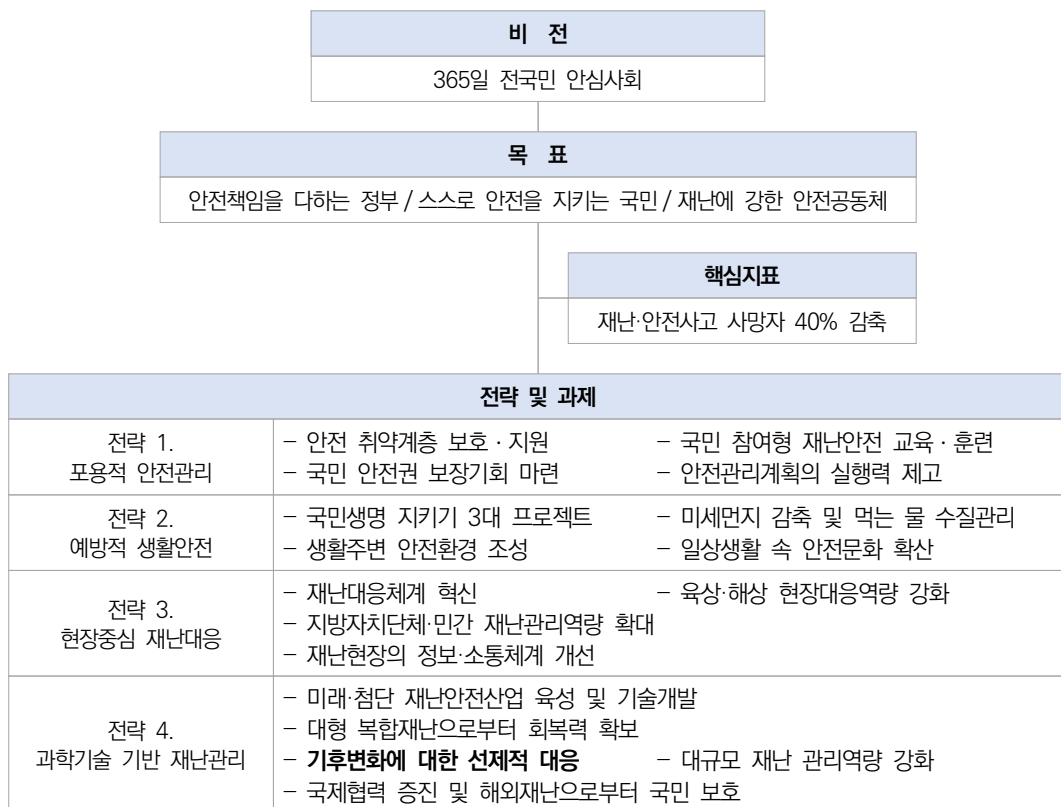 비 전
365일 전국민 안심사회
목 표
안전책임을 다하는 정부 / 스스로 안전을 지키는 국민 / 재난에 강한 안전공동체
핵심지표
재난·안전사고 사망자 40% 감축
전략 및 과제
전략 1.
포용적 안전관리
– 안전 취약계층 보호 · 지원 – 국민 참여형 재난안전 교육 · 훈련
– 국민 안전권 보장기회 마련 – 안전관리계획의 실행력 제고
전략 2.
예방적 생활안전
– 국민생명 지키기 3대 프로젝트 – 미세먼지 감축 및 먹는 물 수질관리
– 생활주변 안전환경 조성 – 일상생활 속 안전문화 확산
전략 3.
현장중심 재난대응
– 재난대응체계 혁신 – 육상·해상 현장대응역량 강화
– 지방자치단체·민간 재난관리역량 확대
– 재난현장의 정보·소통체계 개선
전략 4.
과학기술 기반 재난관리
– 미래·첨단 재난안전산업 육성 및 기술개발
– 대형 복합재난으로부터 회복력 확보
– 기후변화에 대한 선제적 대응 – 대규모 재난 관리역량 강화
– 국제협력 증진 및 해외재난으로부터 국민 보호